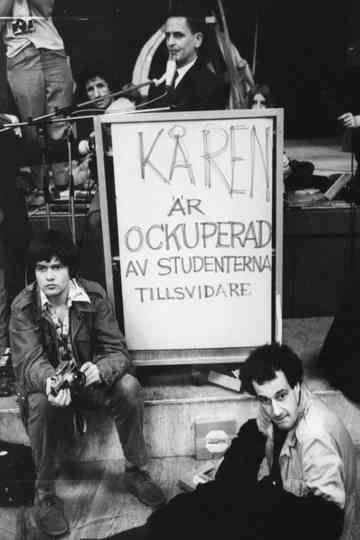 KÅREN
ÄR
OCKUPERAD
AV STUDENTERNA
TILLSVIDARE